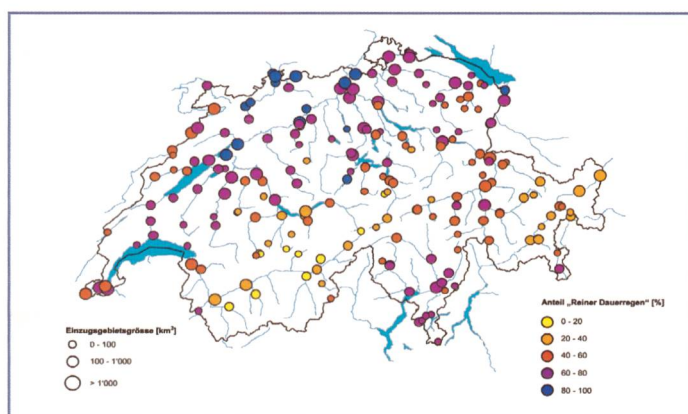 Einzugsgebietsgrösse [km²]
0 - 100
100 - 1'000
> 1'000
Anteil „Reiner Dauerregen" [%]
0 - 20
20 - 40
40 - 60
60 - 80
80 - 100